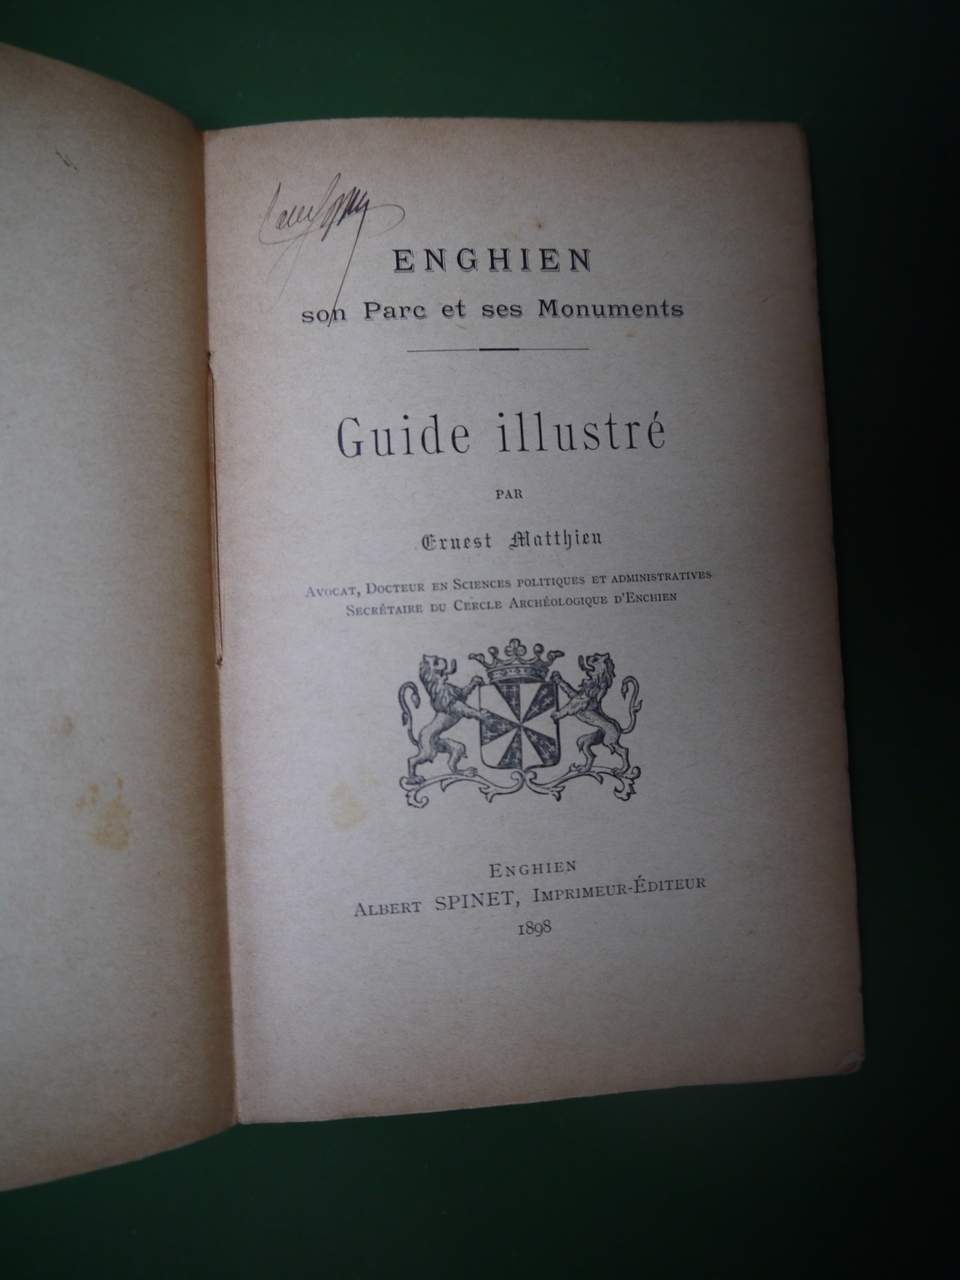 ENGHIEN
son Parc et ses Monuments
Guide illustré
PAR
Ernest Matthieu
AVOCAT, DOCTEUR EN SCIENCES POLITIQUES ET ADMINISTRATIVES
SECRÉTAIRE DU CERCLE ARCHÉOLOGIQUE D'ENGHIEN
ENGHIEN
ALBERT SPINET, IMPRIMEUR-ÉDITEUR
1898